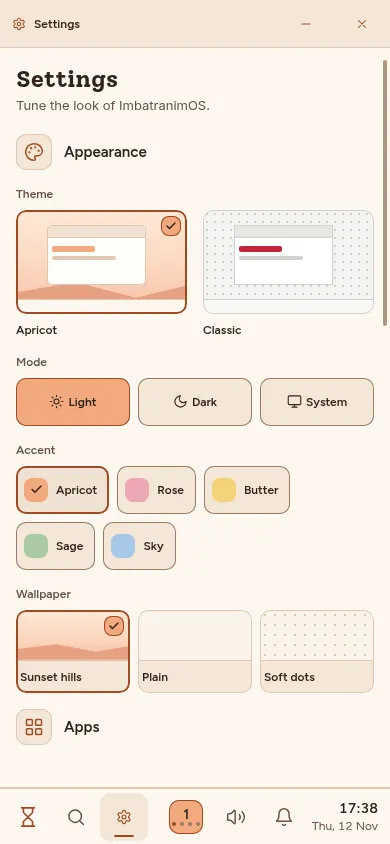 Settings
Settings
Tune the look of ImbatranimOS.
Appearance
Theme
Apricot
Classic
Mode
Light
Dark
System
Accent
Apricot
Rose
Butter
Sage
Sky
Wallpaper
Sunset hills
Plain
Soft dots
Apps
1
17:38
Thu, 12 Nov